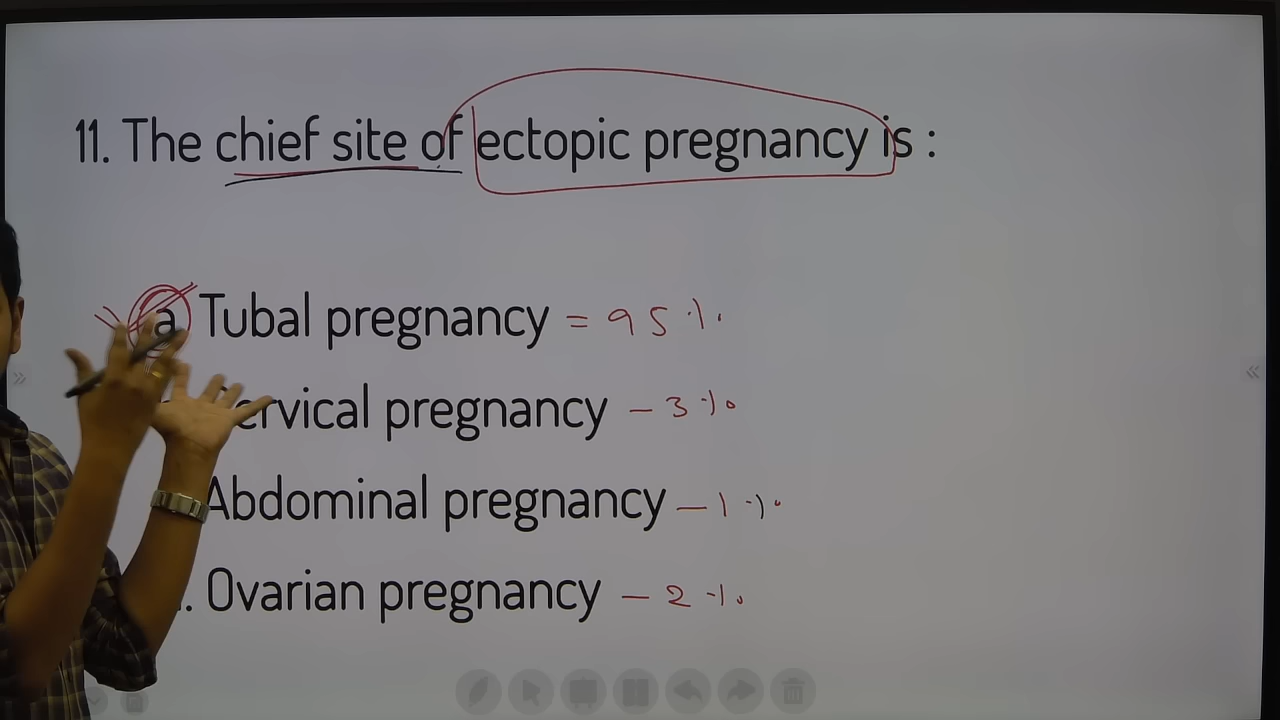 11. The chief site of ectopic pregnancy is :
a Tubal pregnancy = 95%.
ervical pregnancy - 3%
Abdominal pregnancy - 1%
. Ovarian pregnancy - 2%.